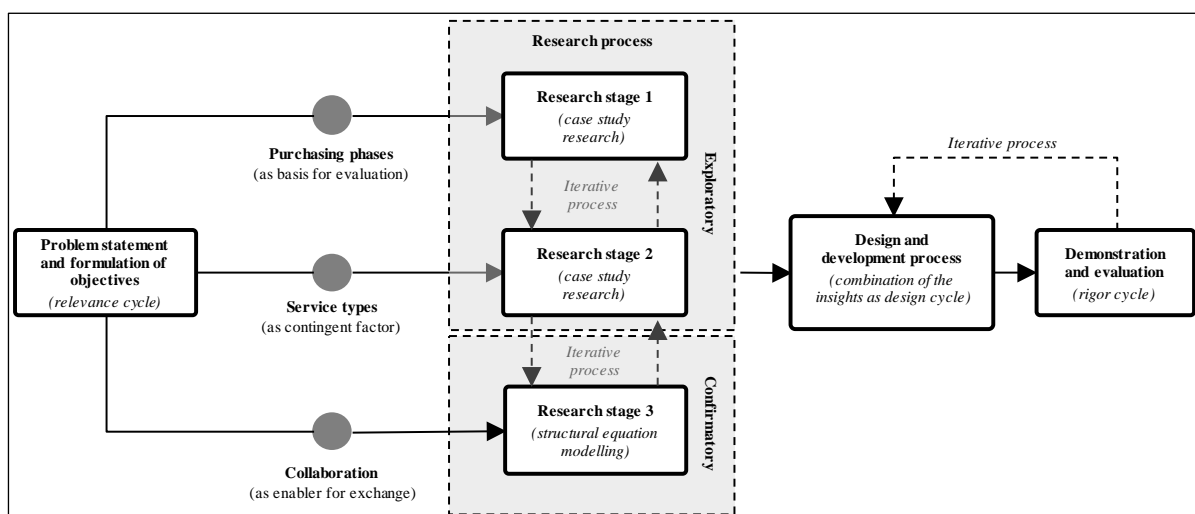 Research process
Research stage 1
(case study
research)
Purchasing phases
(as basis for evaluation)
Iterative
process
Exploratory
Iterative process
Problem statement
and formulation of
objectives
(relevance cycle)
Service types
(as contingent factor)
Research stage 2
(case study
research)
Design and
development process
(combination of the
insights as design cycle)
Demonstration
and evaluation
(rigor cycle)
Iterative
process
Confirmatory
Research stage 3
(structural equation
modelling)
Collaboration
(as enabler for exchange)